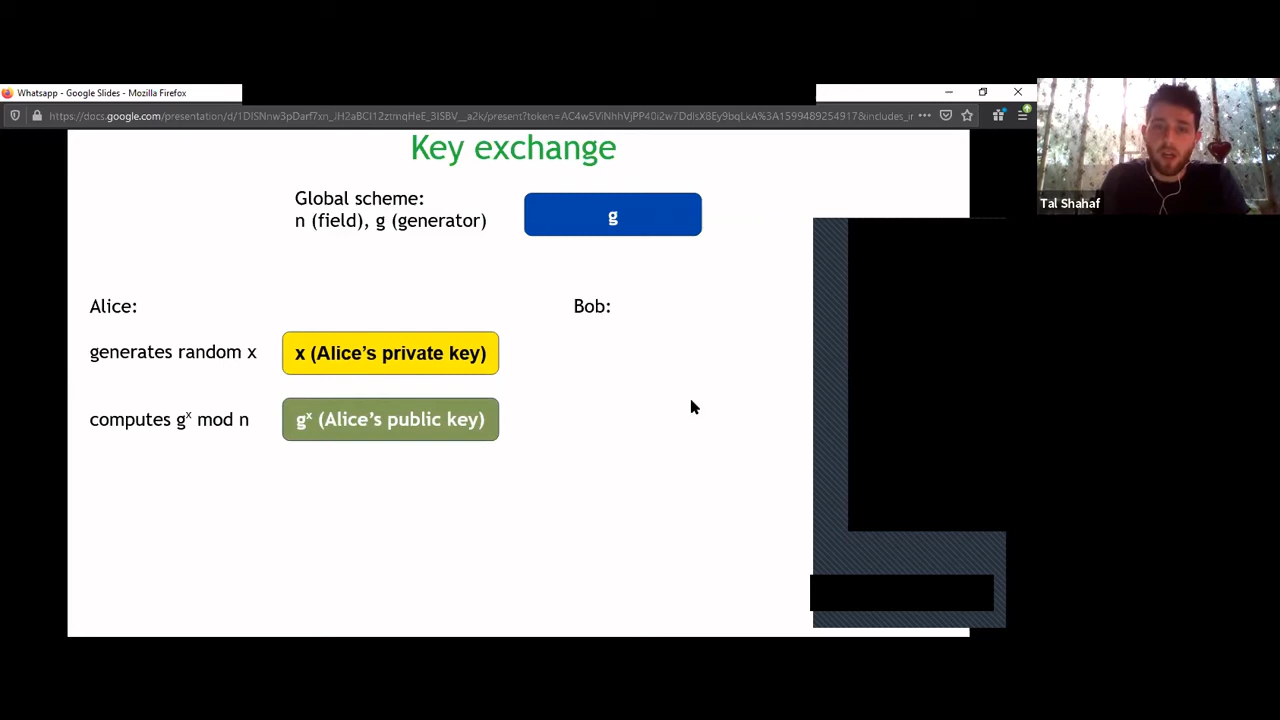 Whatsapp - Google Slides - Mozilla Firefox
Key exchange
Global scheme:
n (field), g (generator)
g
Tal Shahaf
Alice:
Bob:
generates random x
x (Alice's private key)
computes gˣ mod n
gˣ (Alice's public key)